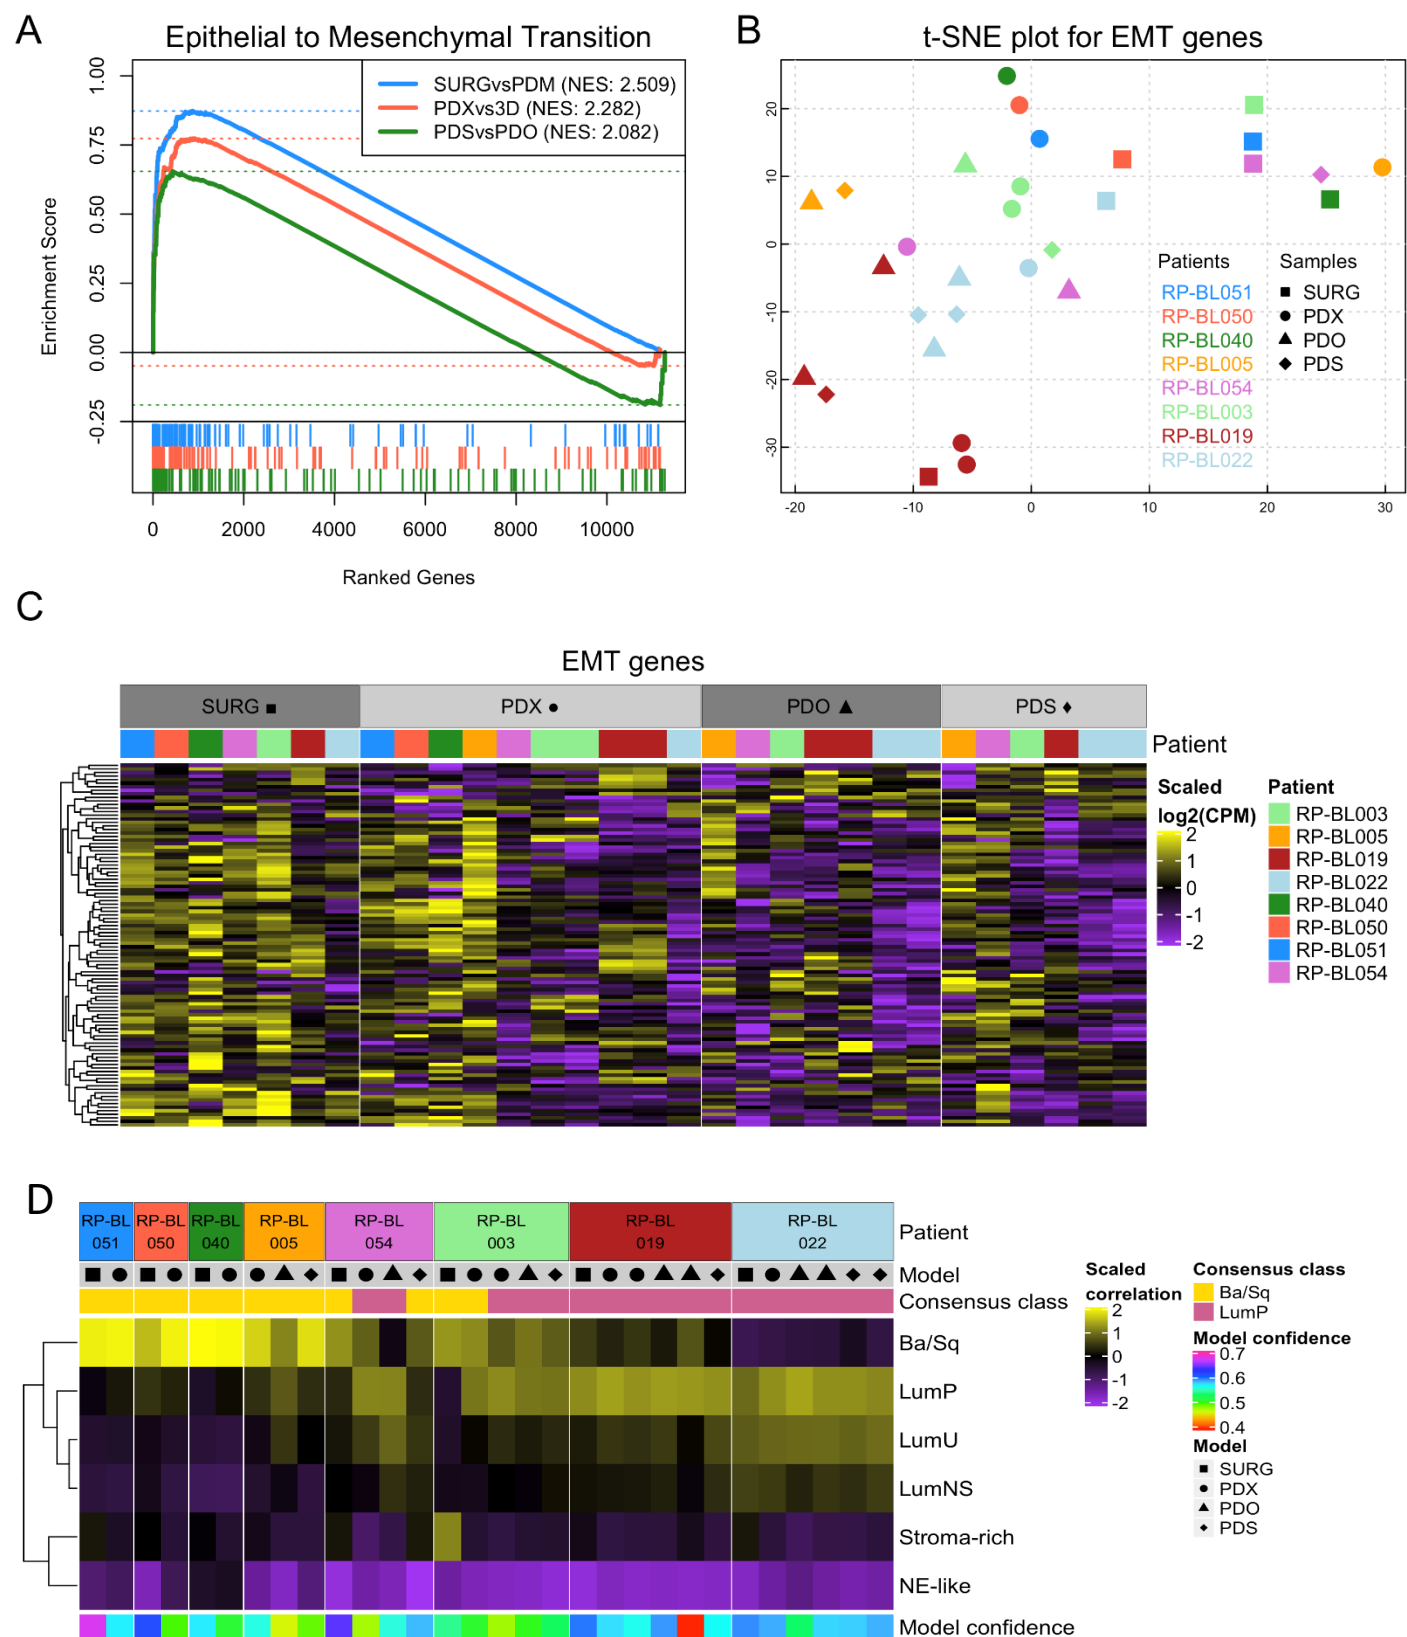 A
Epithelial to Mesenchymal Transition
SURGvsPDM (NES: 2.509)
PDXvs3D (NES: 2.282)
PDSvsPDO (NES: 2.082)
Enrichment Score
1.00
0.75
0.50
0.25
0.00
-0.25
0 2000 4000 6000 8000 10000
Ranked Genes
B
t-SNE plot for EMT genes
20
10
0
-10
-20
-30
-20 -10 0 10 20 30
Patients
RP-BL051
RP-BL050
RP-BL040
RP-BL005
RP-BL054
RP-BL003
RP-BL019
RP-BL022
Samples
SURG
PDX
PDO
PDS
C
EMT genes
SURG ■ PDX ● PDO ▲ PDS ♦
Patient
Scaled
log2(CPM)
2
1
0
-1
-2
Patient
RP-BL003
RP-BL005
RP-BL019
RP-BL022
RP-BL040
RP-BL050
RP-BL051
RP-BL054
D
RP-BL RP-BL RP-BL RP-BL RP-BL RP-BL RP-BL RP-BL
051 050 040 005 054 003 019 022
Patient
Model
Consensus class
Ba/Sq
LumP
LumU
LumNS
Stroma-rich
NE-like
Model confidence
Scaled
correlation
2
1
0
-1
-2
Consensus class
Ba/Sq
LumP
Model confidence
0.7
0.6
0.5
0.4
Model
SURG
PDX
PDO
PDS